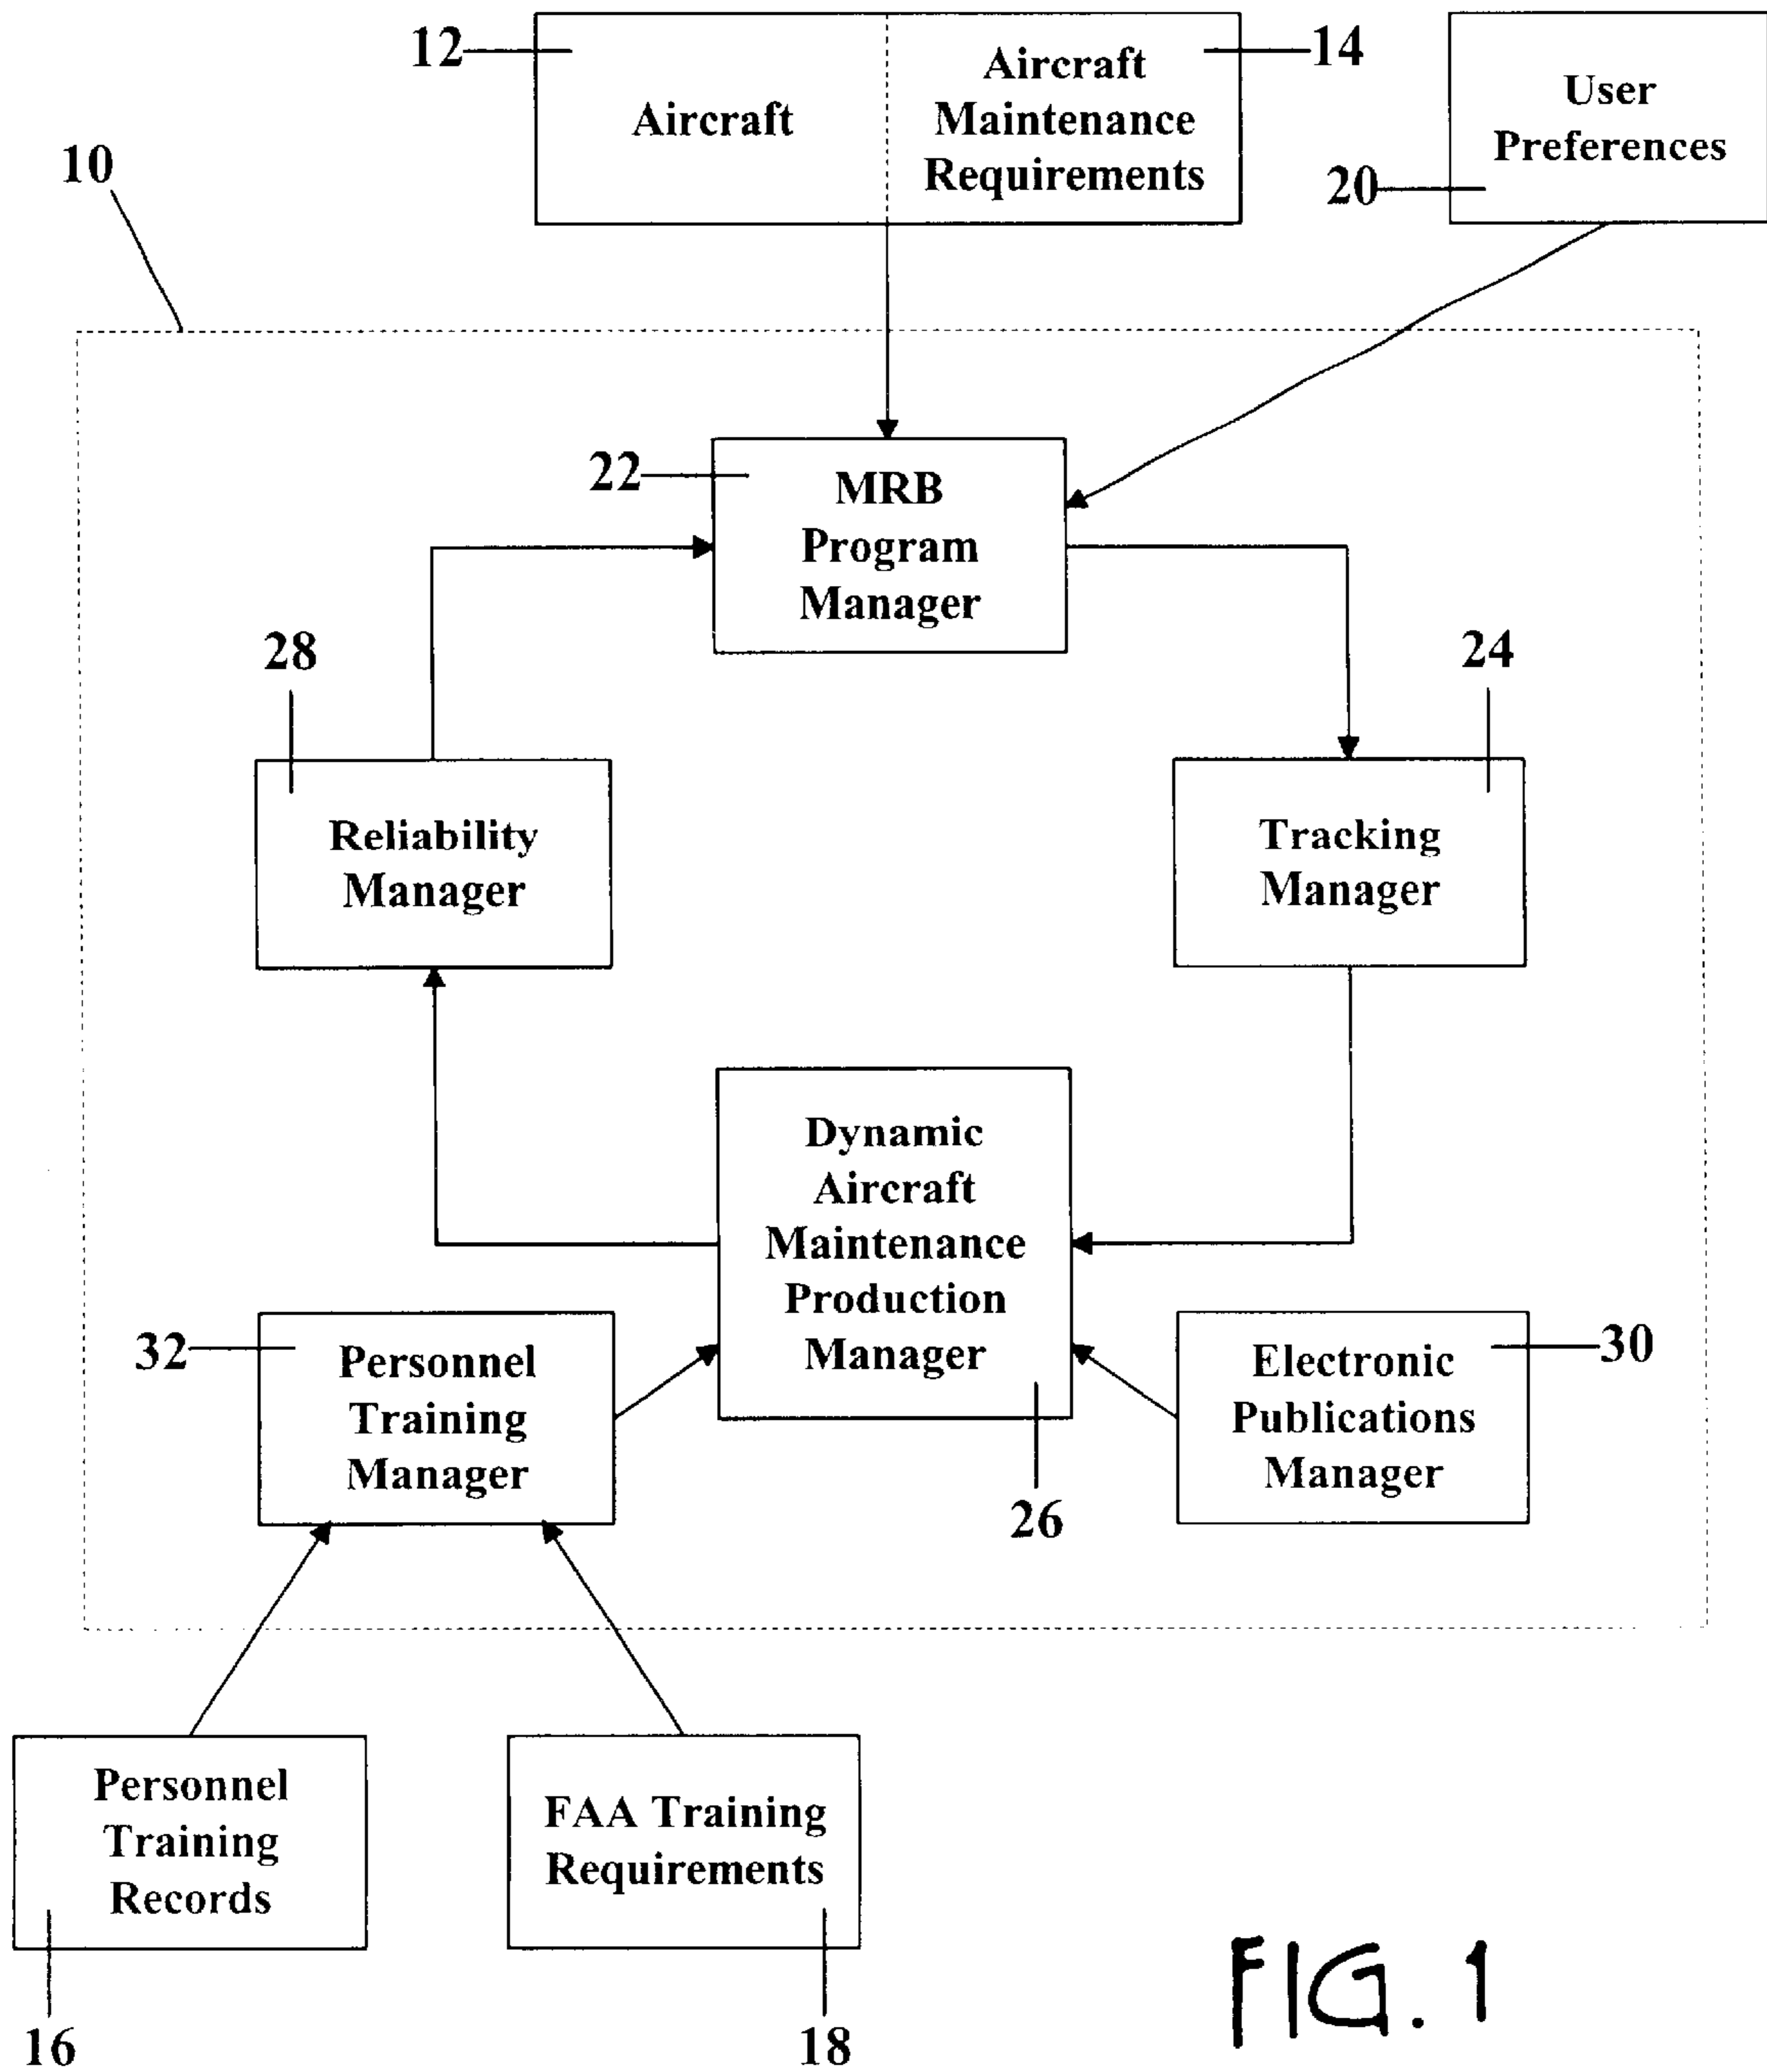 12
Aircraft
Aircraft
Maintenance
Requirements
14
User
Preferences
20
10
22
MRB
Program
Manager
28
24
Reliability
Manager
Tracking
Manager
Dynamic
Aircraft
Maintenance
Production
Manager
26
32
Personnel
Training
Manager
30
Electronic
Publications
Manager
Personnel
Training
Records
16
FAA Training
Requirements
18
FIG. 1